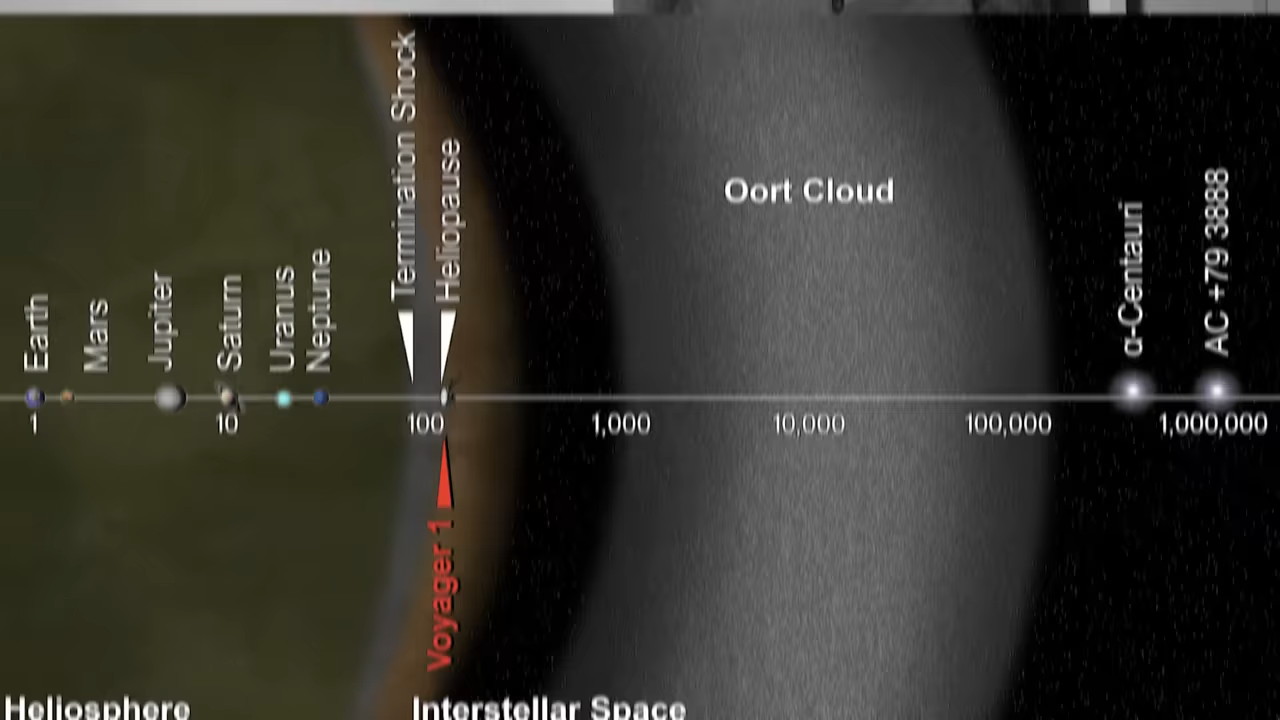 Termination Shock
Heliopause
Oort Cloud
Earth
Mars
Jupiter
Saturn
Uranus
Neptune
α-Centauri
AC +79 3888
1
10
100
1,000
10,000
100,000
1,000,000
Voyager 1
Heliosphere
Interstellar Space